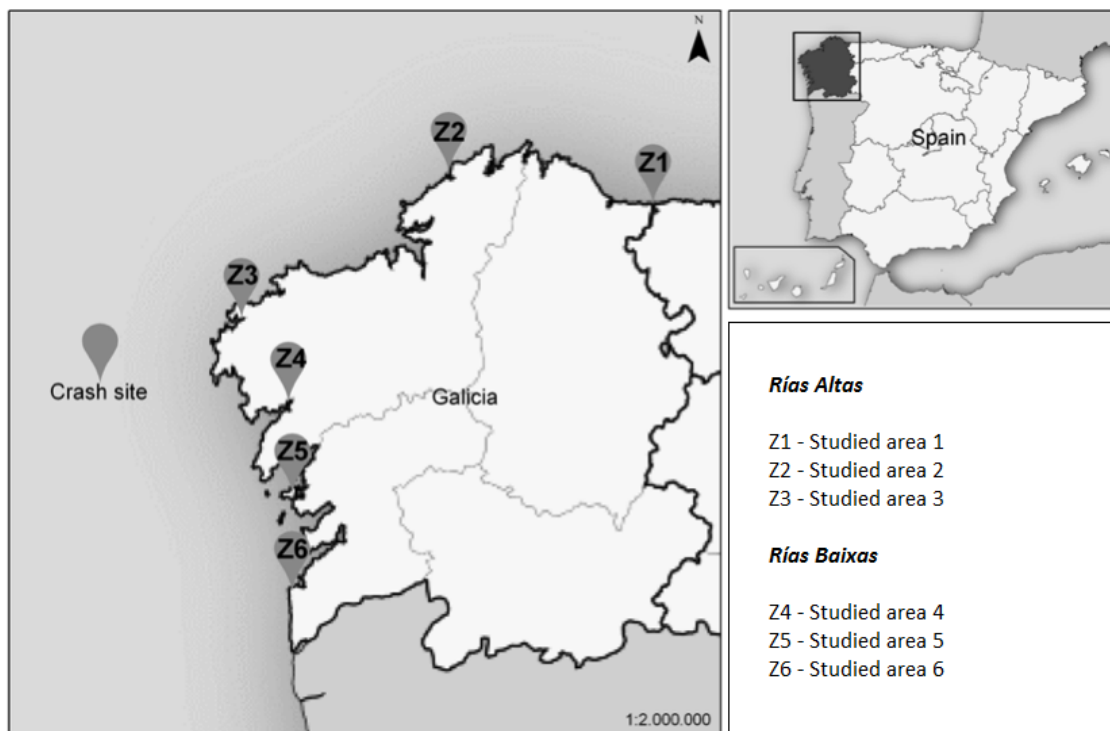 N
Z2
Z1
Z3
Crash site
Z4
Galicia
Z5
Z6
1:2.000.000
Spain
Rías Altas
Z1 - Studied area 1
Z2 - Studied area 2
Z3 - Studied area 3
Rías Baixas
Z4 - Studied area 4
Z5 - Studied area 5
Z6 - Studied area 6